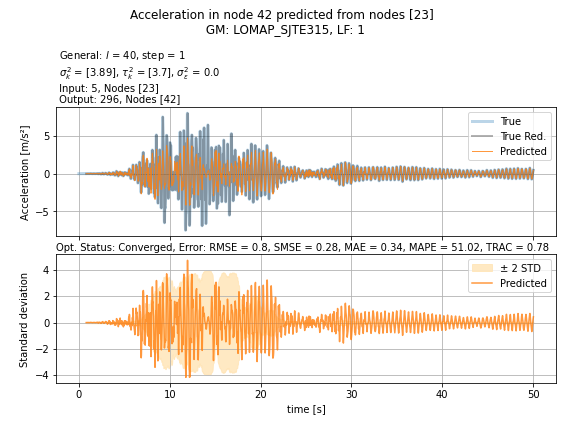 Acceleration in node 42 predicted from nodes [23]
GM: LOMAP_SJTE315, LF: 1
General: l = 40, step = 1
σ²ₖ = [3.89], τ²ₖ = [3.7], σ²ε = 0.0
Input: 5, Nodes [23]
Output: 296, Nodes [42]
Acceleration [m/s²]
5
0
−5
True
True Red.
Predicted
Opt. Status: Converged, Error: RMSE = 0.8, SMSE = 0.28, MAE = 0.34, MAPE = 51.02, TRAC = 0.78
Standard deviation
4
2
0
−2
−4
± 2 STD
Predicted
0 10 20 30 40 50
time [s]